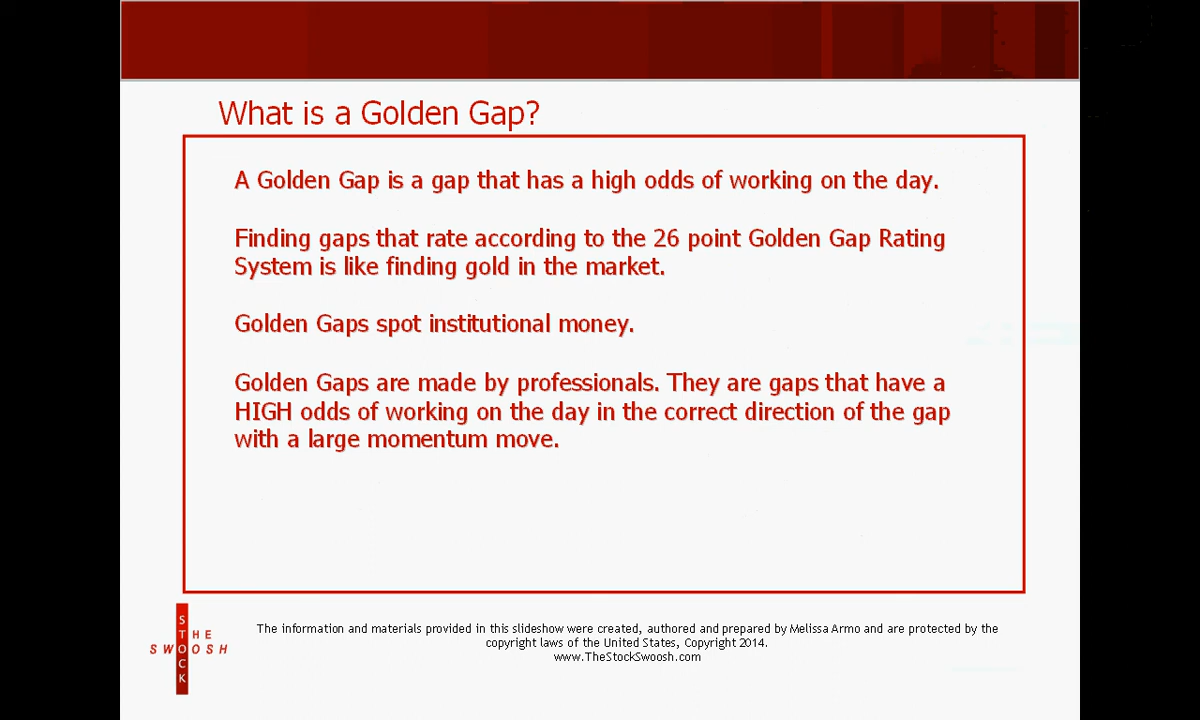 What is a Golden Gap?
A Golden Gap is a gap that has a high odds of working on the day.
Finding gaps that rate according to the 26 point Golden Gap Rating
System is like finding gold in the market.
Golden Gaps spot institutional money.
Golden Gaps are made by professionals. They are gaps that have a
HIGH odds of working on the day in the correct direction of the gap
with a large momentum move.
THE
STOCK
SWOOSH
The information and materials provided in this slideshow were created, authored and prepared by Melissa Armo and are protected by the
copyright laws of the United States, Copyright 2014.
www.TheStockSwoosh.com